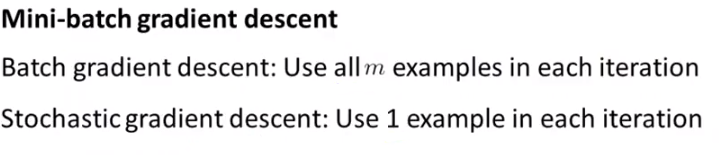 Mini-batch gradient descent
Batch gradient descent: Use all m examples in each iteration
Stochastic gradient descent: Use 1 example in each iteration